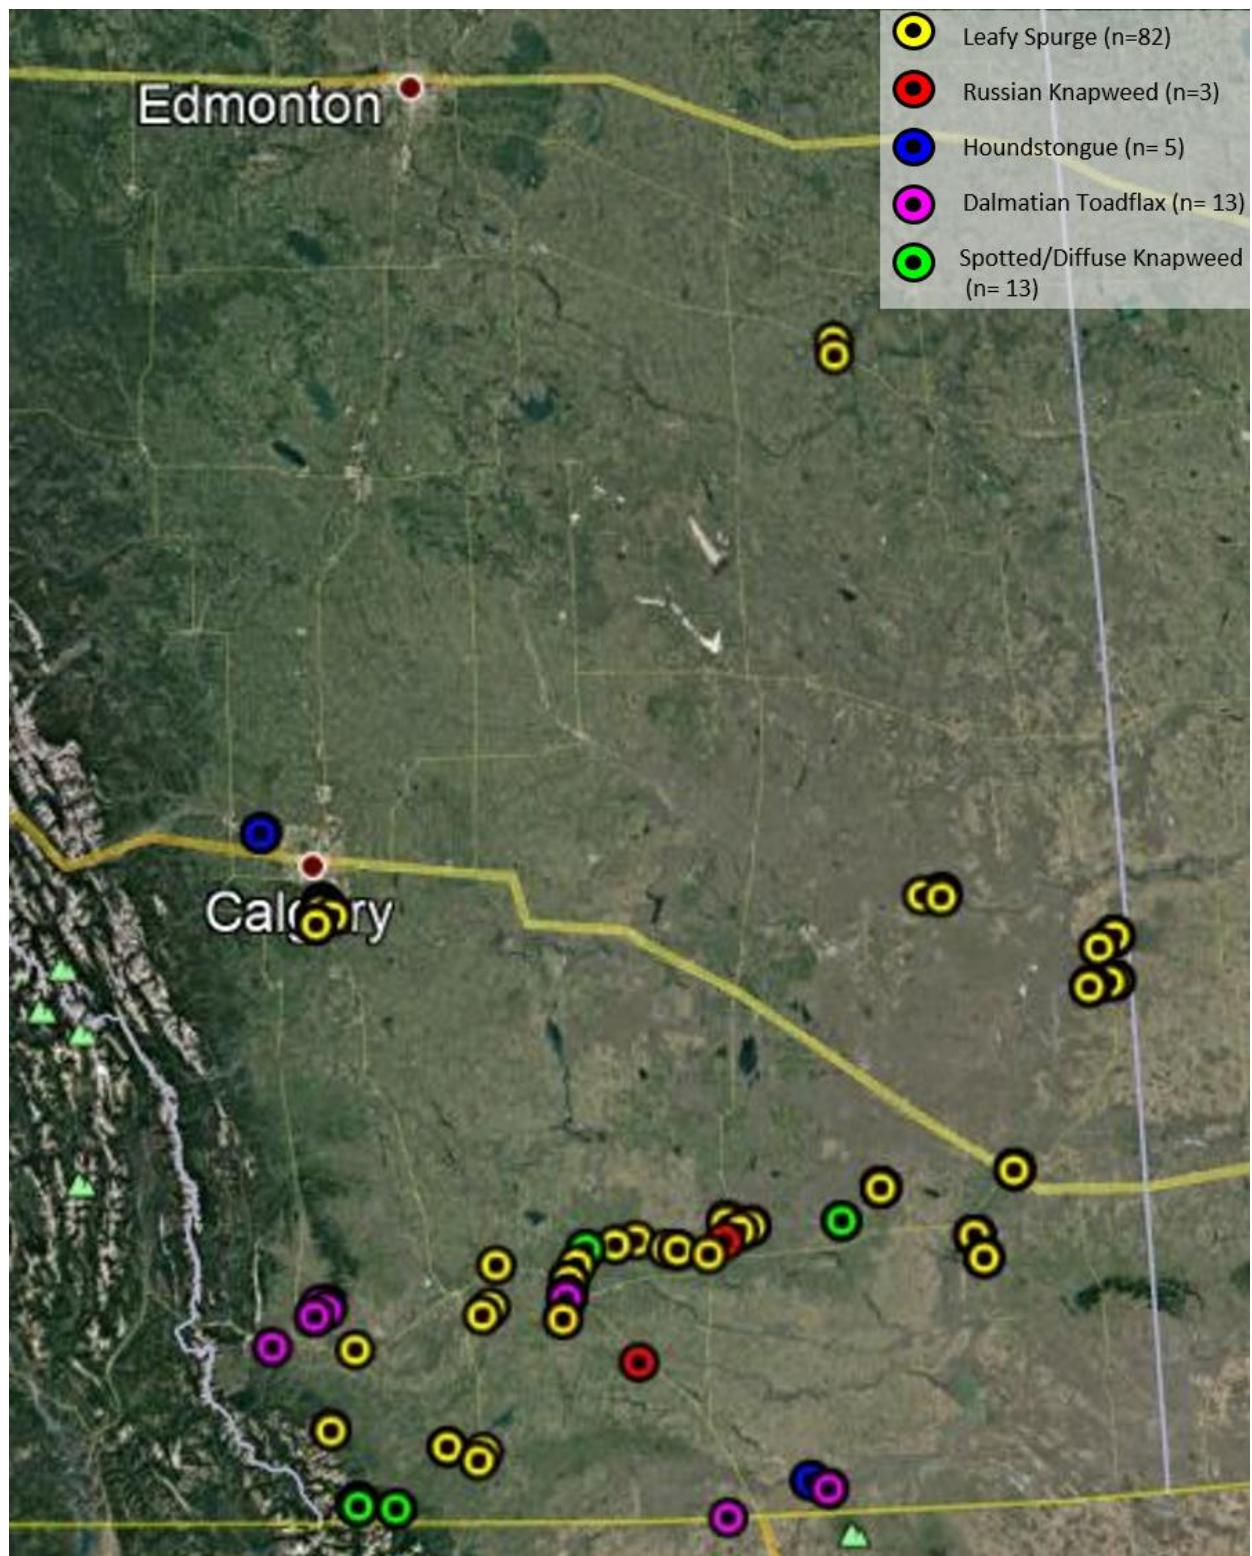 Leafy Spurge (n=82)
Russian Knapweed (n=3)
Houndstongue (n= 5)
Dalmatian Toadflax (n= 13)
Spotted/Diffuse Knapweed
(n= 13)
Edmonton
Calgary